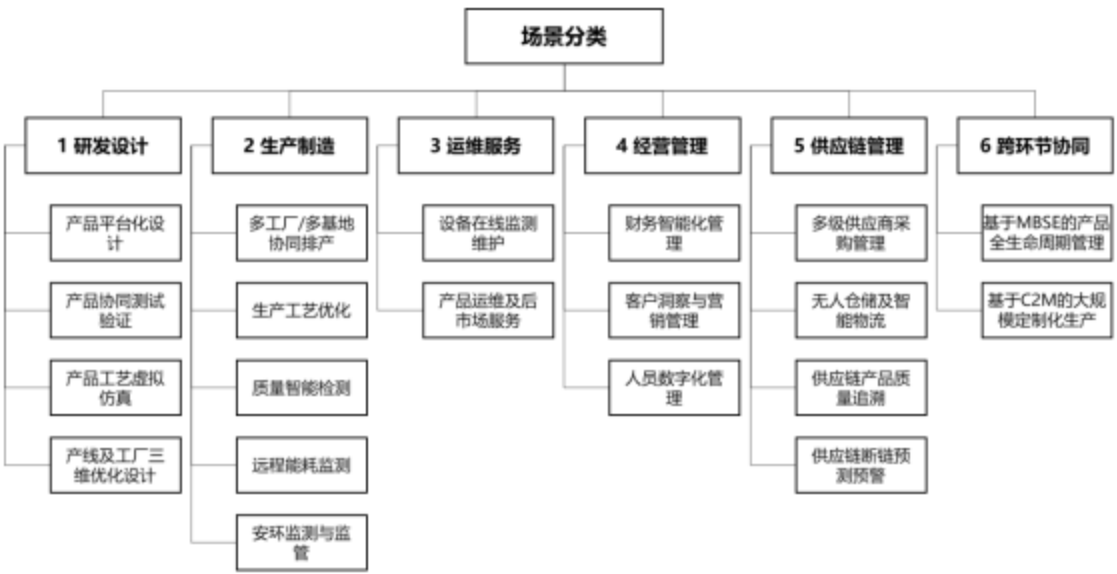 场景分类
1 研发设计
产品平台化设
计
产品协同测试
验证
产品工艺虚拟
仿真
产线及工厂三
维优化设计
2 生产制造
多工厂/多基地
协同排产
生产工艺优化
质量智能检测
远程能耗监测
安环监测与监
管
3 运维服务
设备在线监测
维护
产品运维及后
市场服务
4 经营管理
财务智能化管
理
客户洞察与营
销管理
人员数字化管
理
5 供应链管理
多级供应商采
购管理
无人仓储及智
能物流
供应链产品质
量追溯
供应链断链预
测预警
6 跨环节协同
基于MBSE的产品
全生命周期管理
基于C2M的大规
模定制化生产